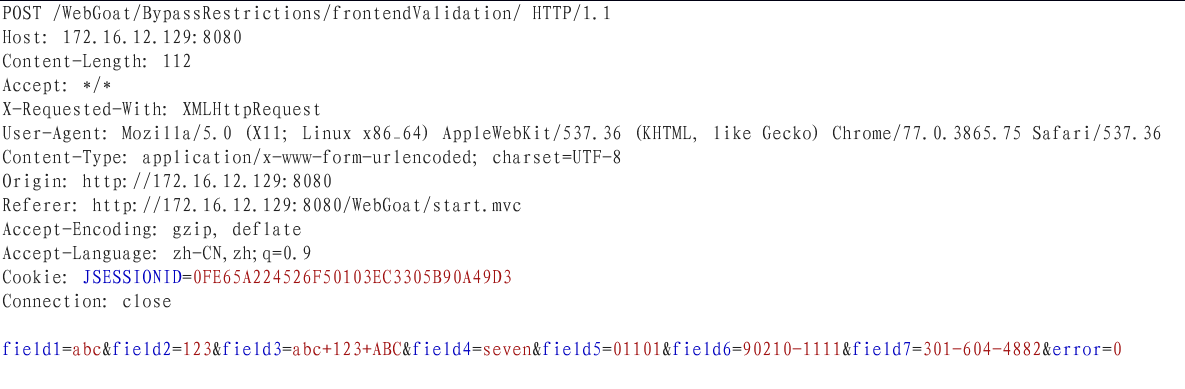 POST /WebGoat/BypassRestrictions/frontendValidation/ HTTP/1.1
Host: 172.16.12.129:8080
Content-Length: 112
Accept: */*
X-Requested-With: XMLHttpRequest
User-Agent: Mozilla/5.0 (X11; Linux x86_64) AppleWebKit/537.36 (KHTML, like Gecko) Chrome/77.0.3865.75 Safari/537.36
Content-Type: application/x-www-form-urlencoded; charset=UTF-8
Origin: http://172.16.12.129:8080
Referer: http://172.16.12.129:8080/WebGoat/start.mvc
Accept-Encoding: gzip, deflate
Accept-Language: zh-CN,zh;q=0.9
Cookie: JSESSIONID=0FE65A224526F50103EC3305B90A49D3
Connection: close
field1=abc&field2=123&field3=abc+123+ABC&field4=seven&field5=01101&field6=90210-1111&field7=301-604-4882&error=0